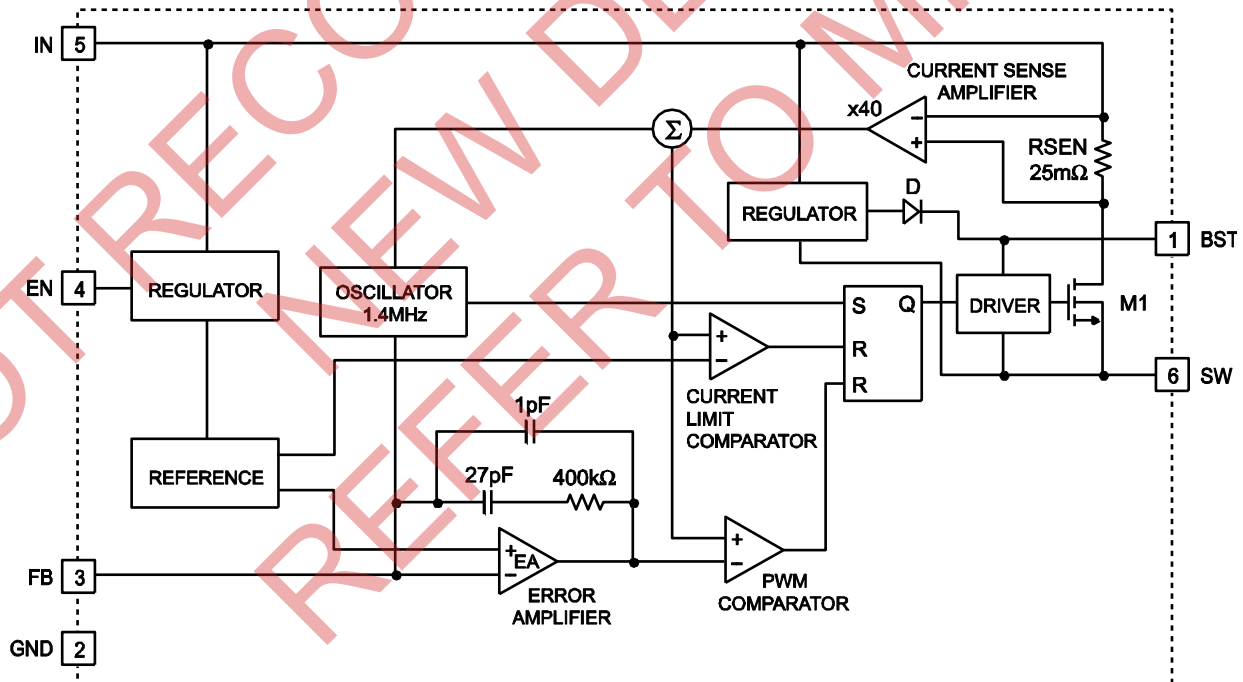 NOT RECO
NEW DE
REFER TO M
IN 5
CURRENT SENSE
AMPLIFIER
x40
Σ
−
+
RSEN
25mΩ
D
REGULATOR
1 BST
EN 4
REGULATOR
OSCILLATOR
1.4MHz
S
Q
R
R
DRIVER
M1
+
−
6 SW
CURRENT
LIMIT
COMPARATOR
1pF
REFERENCE
27pF
400kΩ
+
EA
−
+
−
FB 3
ERROR
AMPLIFIER
PWM
COMPARATOR
GND 2